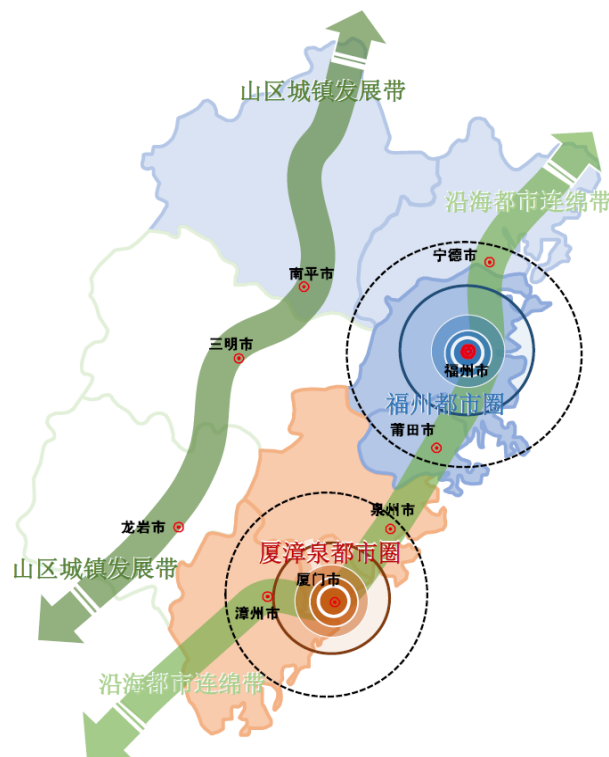 山区城镇发展带
沿海都市连绵带
宁德市
南平市
三明市
福州市
福州都市圈
莆田市
泉州市
龙岩市
厦漳泉都市圈
山区城镇发展带
厦门市
漳州市
沿海都市连绵带